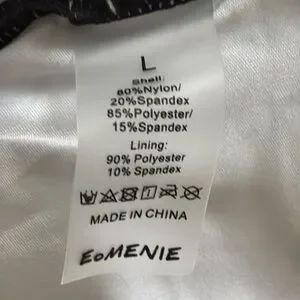 L
Shell:
80%Nylon/
20%Spandex
85%Polyester/
15%Spandex
Lining:
90% Polyester
10% Spandex
MADE IN CHINA
EOMENIE